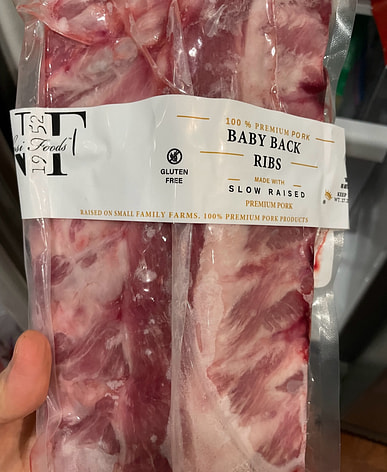 100 % PREMIUM PORK
BABY BACK
RIBS
MADE WITH
SLOW RAISED
PREMIUM PORK
GLUTEN
FREE
Foods
1952
RAISED ON SMALL FAMILY FARMS. 100% PREMIUM PORK PRODUCTS
KEEP